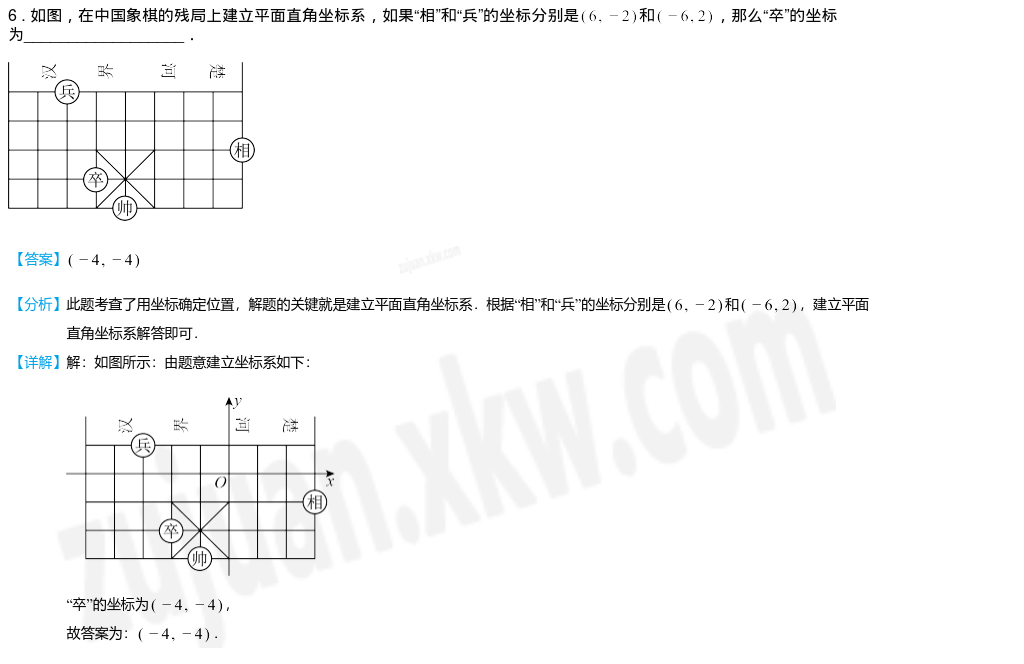 6 . 如图，在中国象棋的残局上建立平面直角坐标系，如果“相”和“兵”的坐标分别是(6, −2)和(−6, 2)，那么“卒”的坐标
为____________________ .
汉 界 河 楚
兵
相
卒
帅
【答案】(−4, −4)
zujuan.xkw.com
【分析】此题考查了用坐标确定位置，解题的关键就是建立平面直角坐标系．根据“相”和“兵”的坐标分别是(6, −2)和(−6, 2)，建立平面
直角坐标系解答即可．
【详解】解：如图所示：由题意建立坐标系如下：
y
汉 界 河 楚
兵
O x
相
卒
帅
“卒”的坐标为(−4, −4)，
故答案为：(−4, −4)．
zujuan.xkw.com